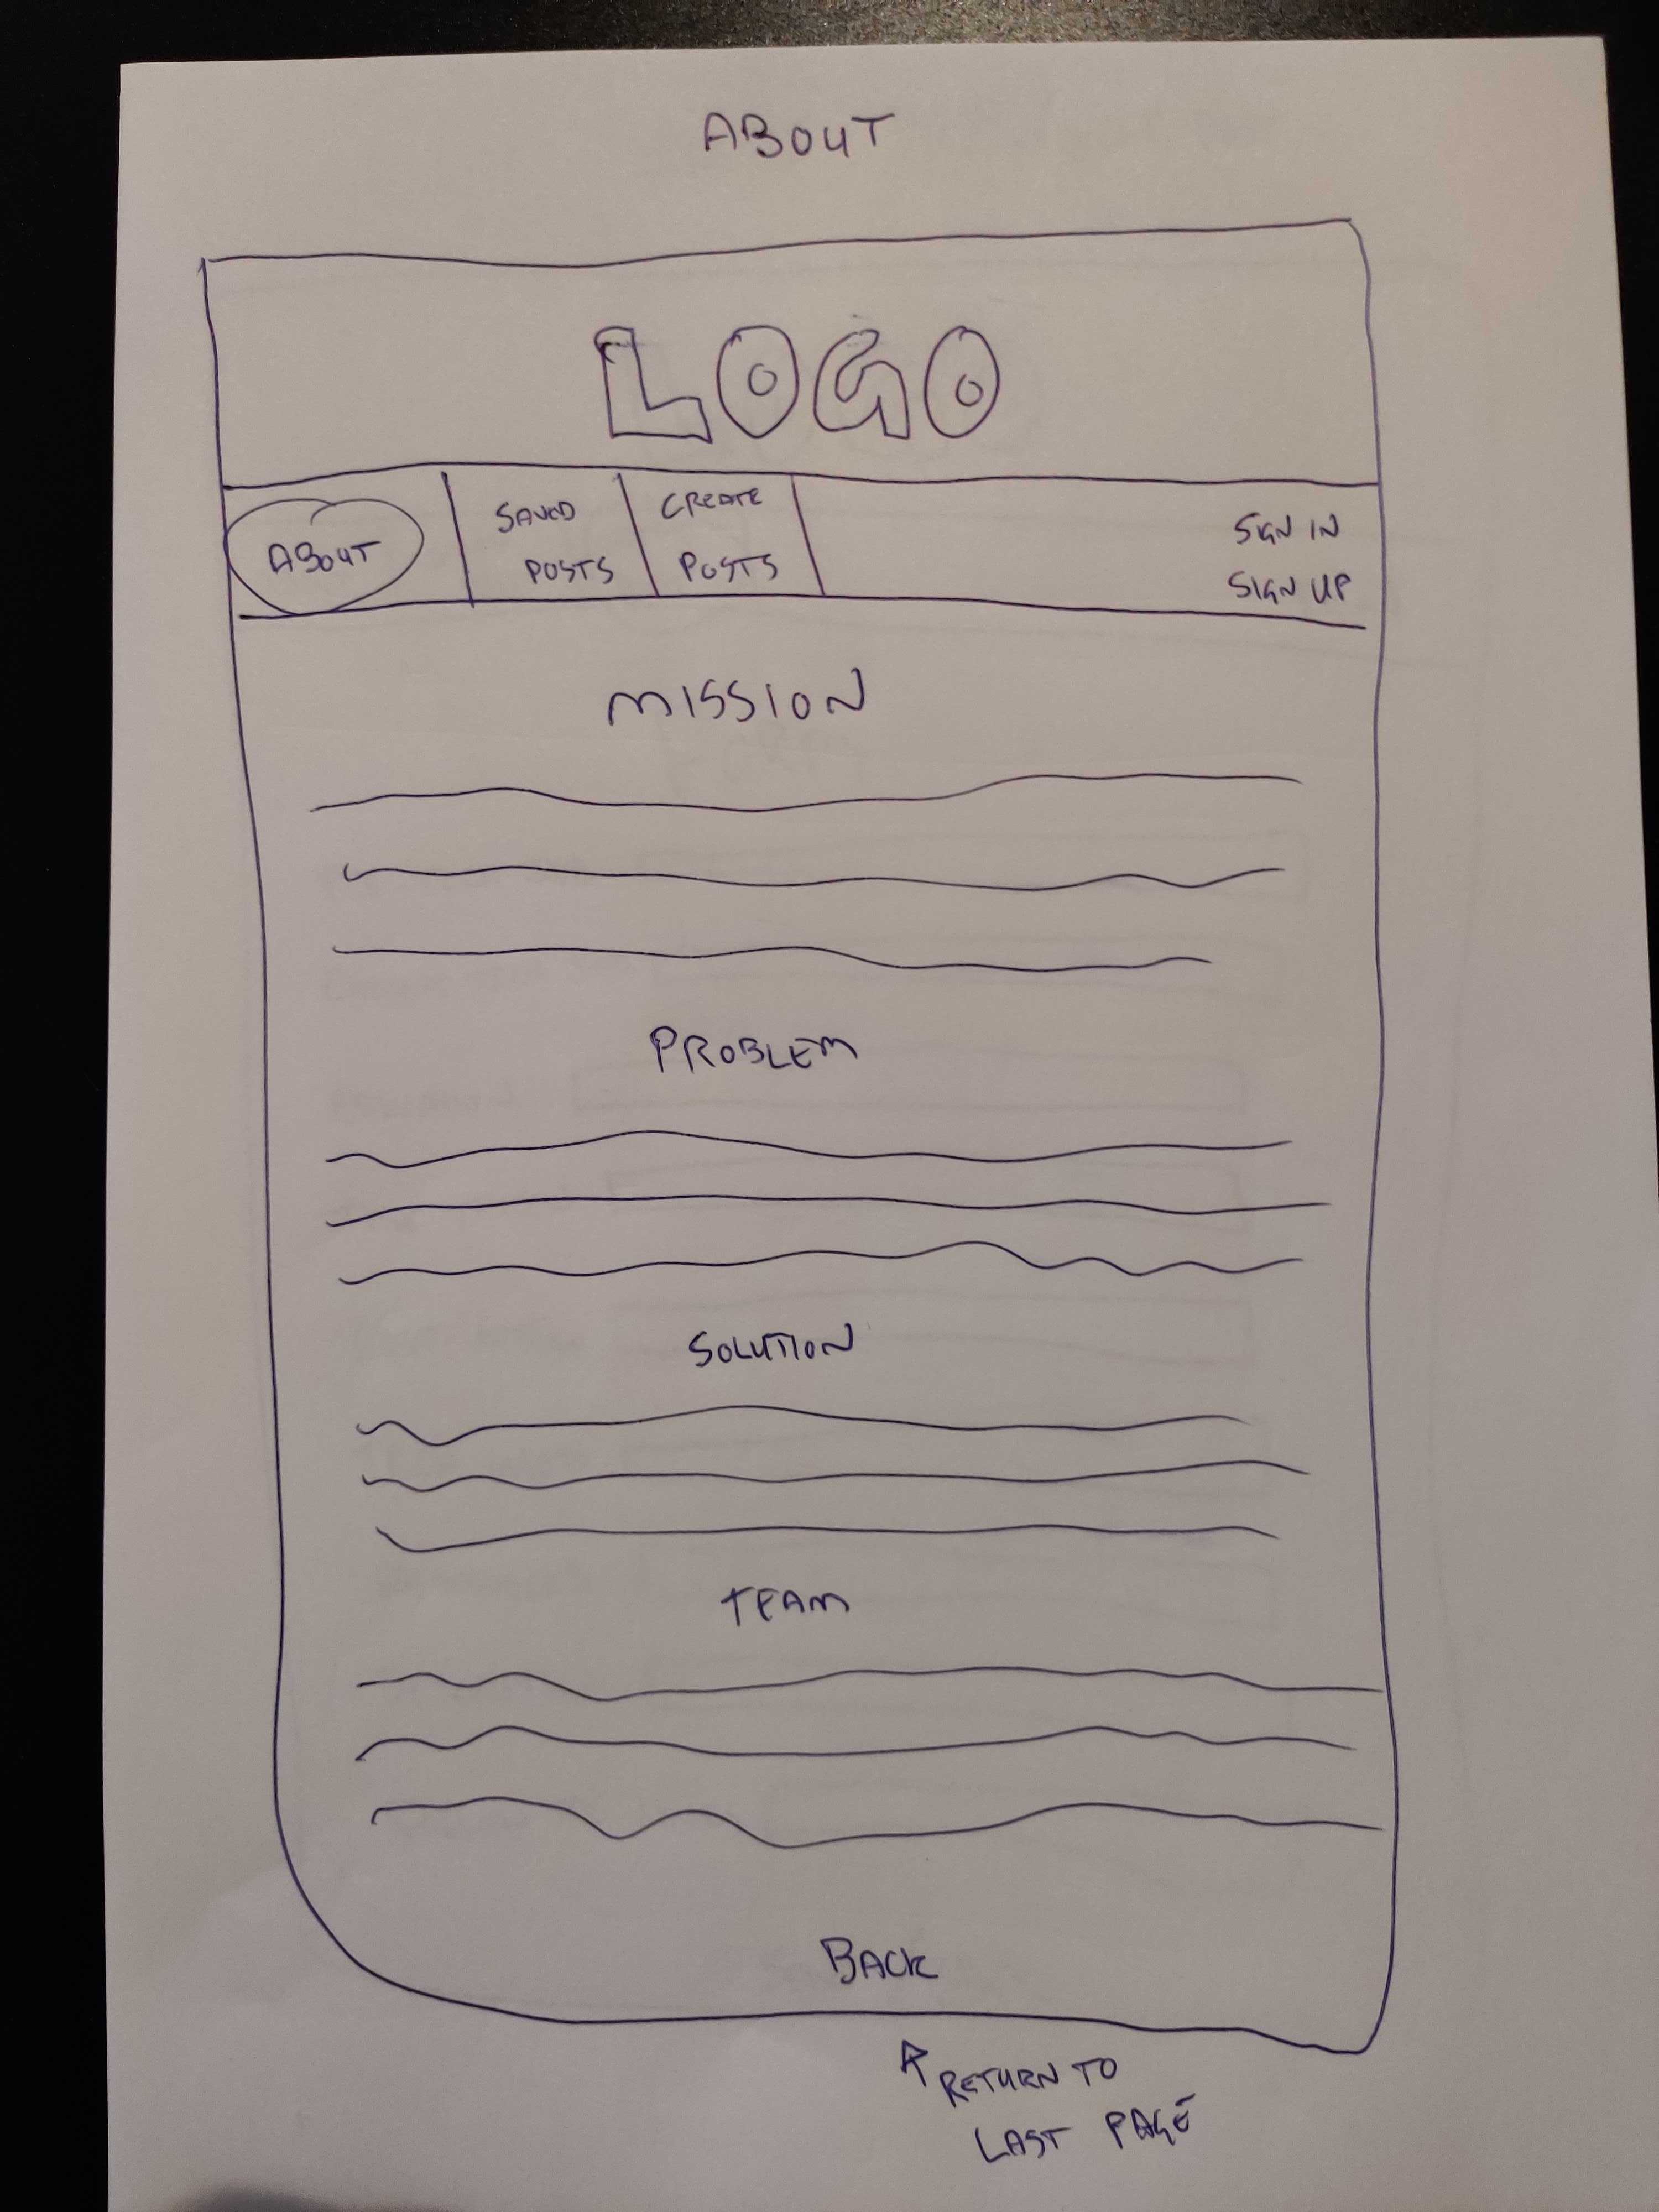 ABOUT
LOGO
ABOUT
SAVED
POSTS
CREATE
POSTS
SIGN IN
SIGN UP
MISSION
PROBLEM
SOLUTION
TEAM
BACK
RETURN TO
LAST PAGE